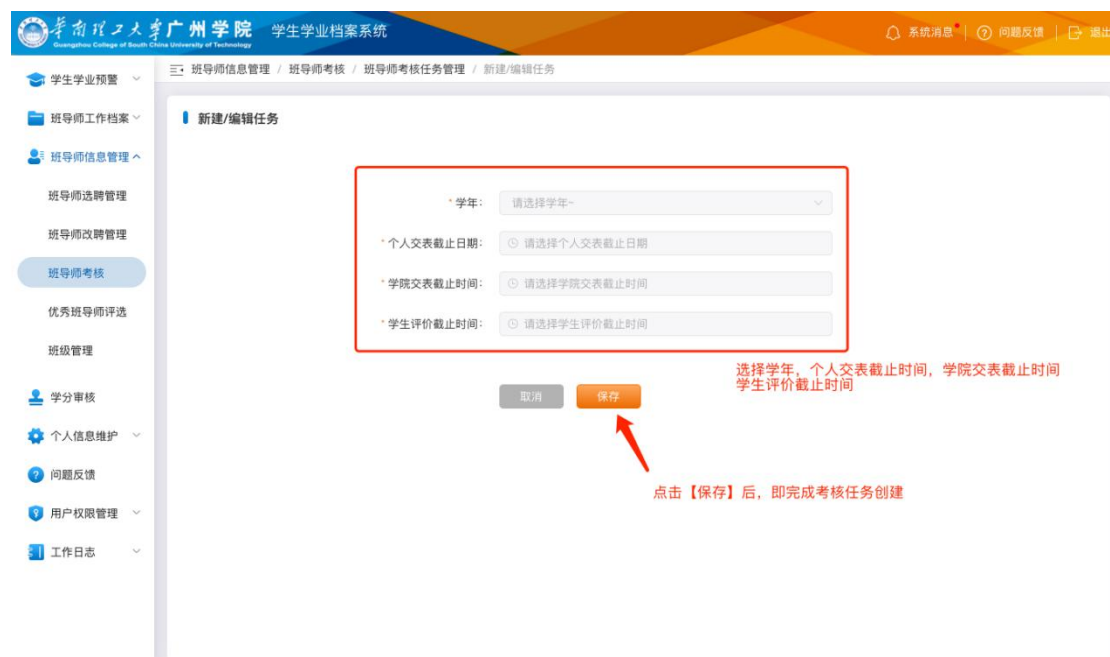 华南理工大学广州学院 学生学业档案系统
Guangzhou College of South China University of Technology
系统消息 问题反馈 退出
班导师信息管理 / 班导师考核 / 班导师考核任务管理 / 新建/编辑任务
学生学业预警
班导师工作档案
班导师信息管理
班导师选聘管理
班导师改聘管理
班导师考核
优秀班导师评选
班级管理
学分审核
个人信息维护
问题反馈
用户权限管理
工作日志
新建/编辑任务
*学年: 请选择学年~
*个人交表截止日期: 请选择个人交表截止日期
*学院交表截止时间: 请选择学院交表截止时间
*学生评价截止时间: 请选择学生评价截止时间
选择学年，个人交表截止时间，学院交表截止时间
学生评价截止时间
取消 保存
点击【保存】后，即完成考核任务创建